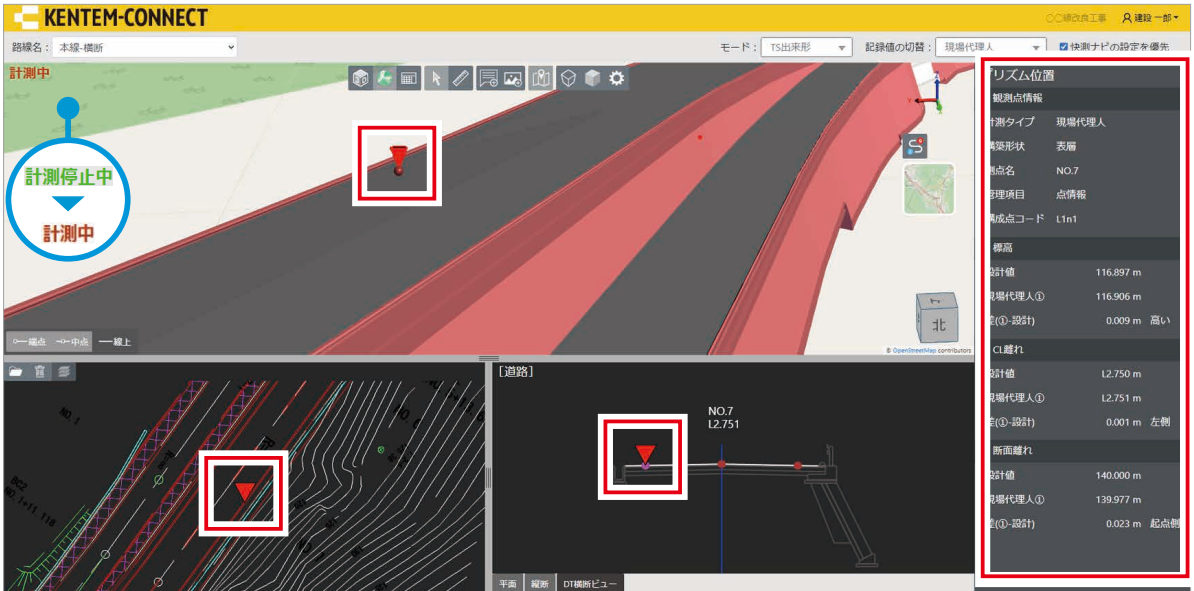 KENTEM-CONNECT
〇〇線改良工事 建設 一郎
路線名： 本線-横断
モード： TS出来形 記録値の切替： 現場代理人 快測ナビの設定を優先
計測中
計測停止中
計測中
北
端点 中点 線上
© OpenStreetMap contributors
NO.1
BC2
NO.1+11.118
[道路]
NO.7
L2.751
平面 縦断 DT横断ビュー
リズム位置
観測点情報
測タイプ 現場代理人
築形状 表層
点名 NO.7
管理項目 点情報
構成点コード L1n1
標高
設計値 116.897 m
現場代理人① 116.906 m
差(①-設計) 0.009 m 高い
CL離れ
設計値 L2.750 m
現場代理人① L2.751 m
差(①-設計) 0.001 m 左側
断面離れ
設計値 140.000 m
現場代理人① 139.977 m
差(①-設計) 0.023 m 起点側